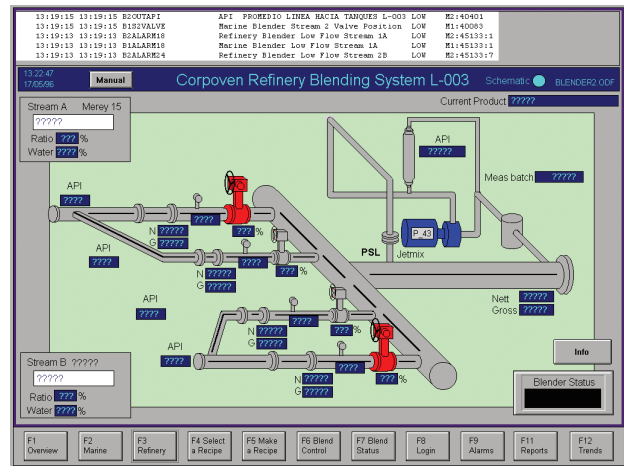 13:19:15 13:19:15 B2OUTAPI API PROMEDIO LINEA HACIA TANQUES L-003 LOW M2:40401
13:19:15 13:19:15 B1S2VALVE Marine Blender Stream 2 Valve Position LOW M1:40083
13:19:13 13:19:13 B2ALARM18 Refinery Blender Low Flow Stream 1A LOW M2:45133:1
13:19:13 13:19:13 B1ALARM18 Marine Blender Low Flow Stream 1A LOW M1:45133:1
13:19:13 13:19:13 B2ALARM24 Refinery Blender Low Flow Stream 2B LOW M2:45133:7
13:22:47
17/05/96
Manual
Corpoven Refinery Blending System L-003
Schematic
BLENDER2.ODF
Current Product ?????
Stream A Merey 15
?????
Ratio ??? %
Water ???? %
API
????
API
?????
Meas batch ?????
API
????
????
N ?????
G ?????
??? %
P_43
PSL
Jetmix
API
????
????
N ?????
G ?????
??? %
Nett ?????
Gross ?????
API
????
????
N ?????
G ?????
??? %
API
????
????
N ?????
G ?????
??? %
Stream B ?????
?????
Ratio ??? %
Water ???? %
Info
Blender Status
F1 Overview
F2 Marine
F3 Refinery
F4 Select a Recipe
F5 Make a Recipe
F6 Blend Control
F7 Blend Status
F8 Login
F9 Alarms
F11 Reports
F12 Trends